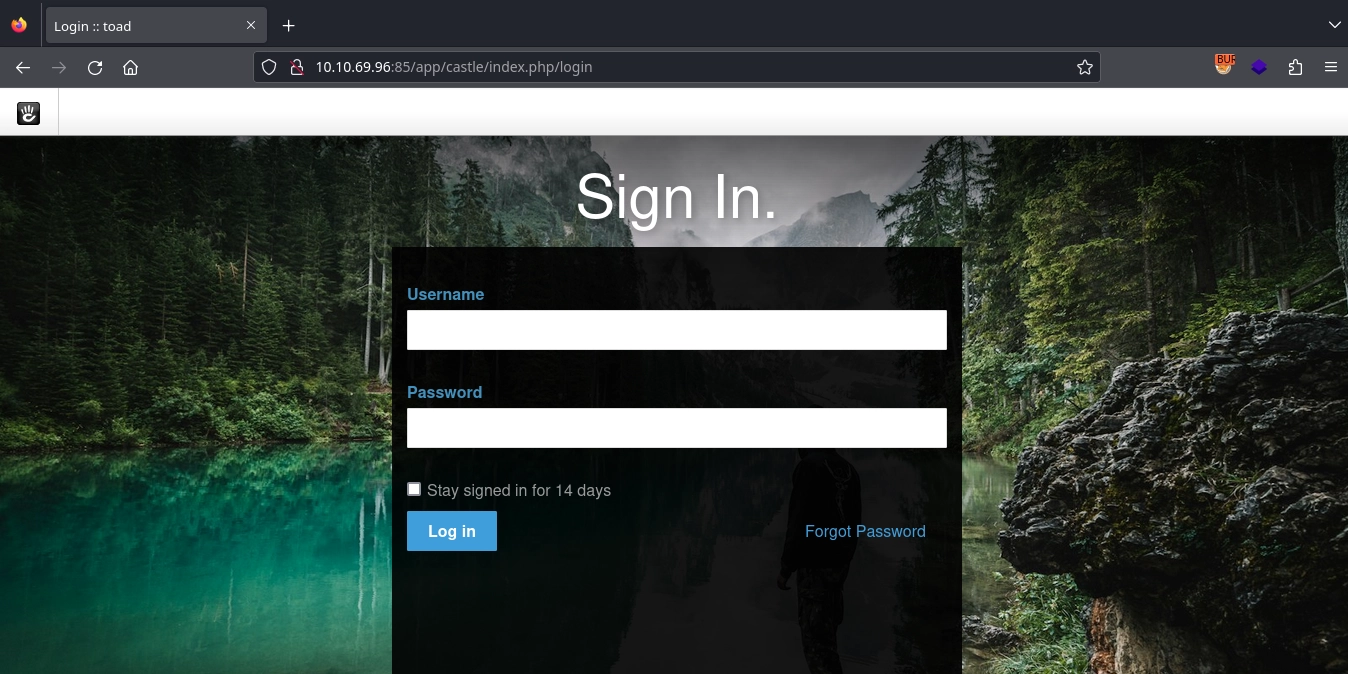 Login :: toad
10.10.69.96:85/app/castle/index.php/login
BUR
Sign In.
Username
Password
Stay signed in for 14 days
Log in
Forgot Password